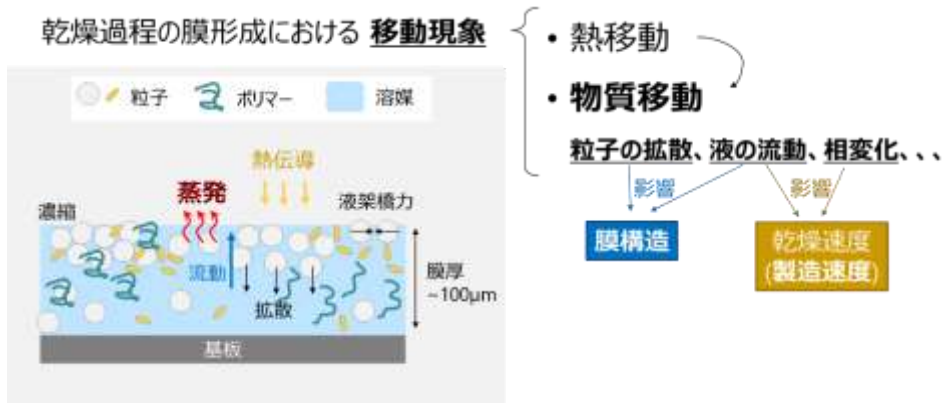 乾燥過程の膜形成における 移動現象
・熱移動
・物質移動
粒子の拡散、液の流動、相変化、、、
影響
影響
膜構造
乾燥速度
(製造速度)
粒子
ポリマー
溶媒
熱伝導
蒸発
液架橋力
濃縮
流動
拡散
膜厚
~100μm
基板